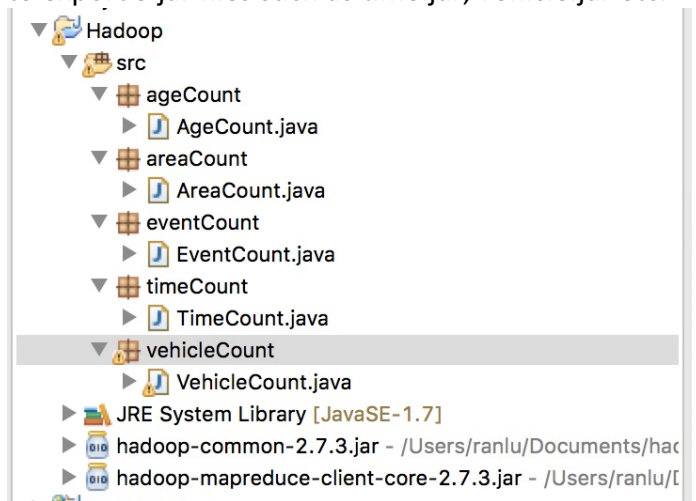 Hadoop
src
ageCount
AgeCount.java
areaCount
AreaCount.java
eventCount
EventCount.java
timeCount
TimeCount.java
vehicleCount
VehicleCount.java
JRE System Library [JavaSE-1.7]
hadoop-common-2.7.3.jar - /Users/ranlu/Documents/had
hadoop-mapreduce-client-core-2.7.3.jar - /Users/ranlu/D